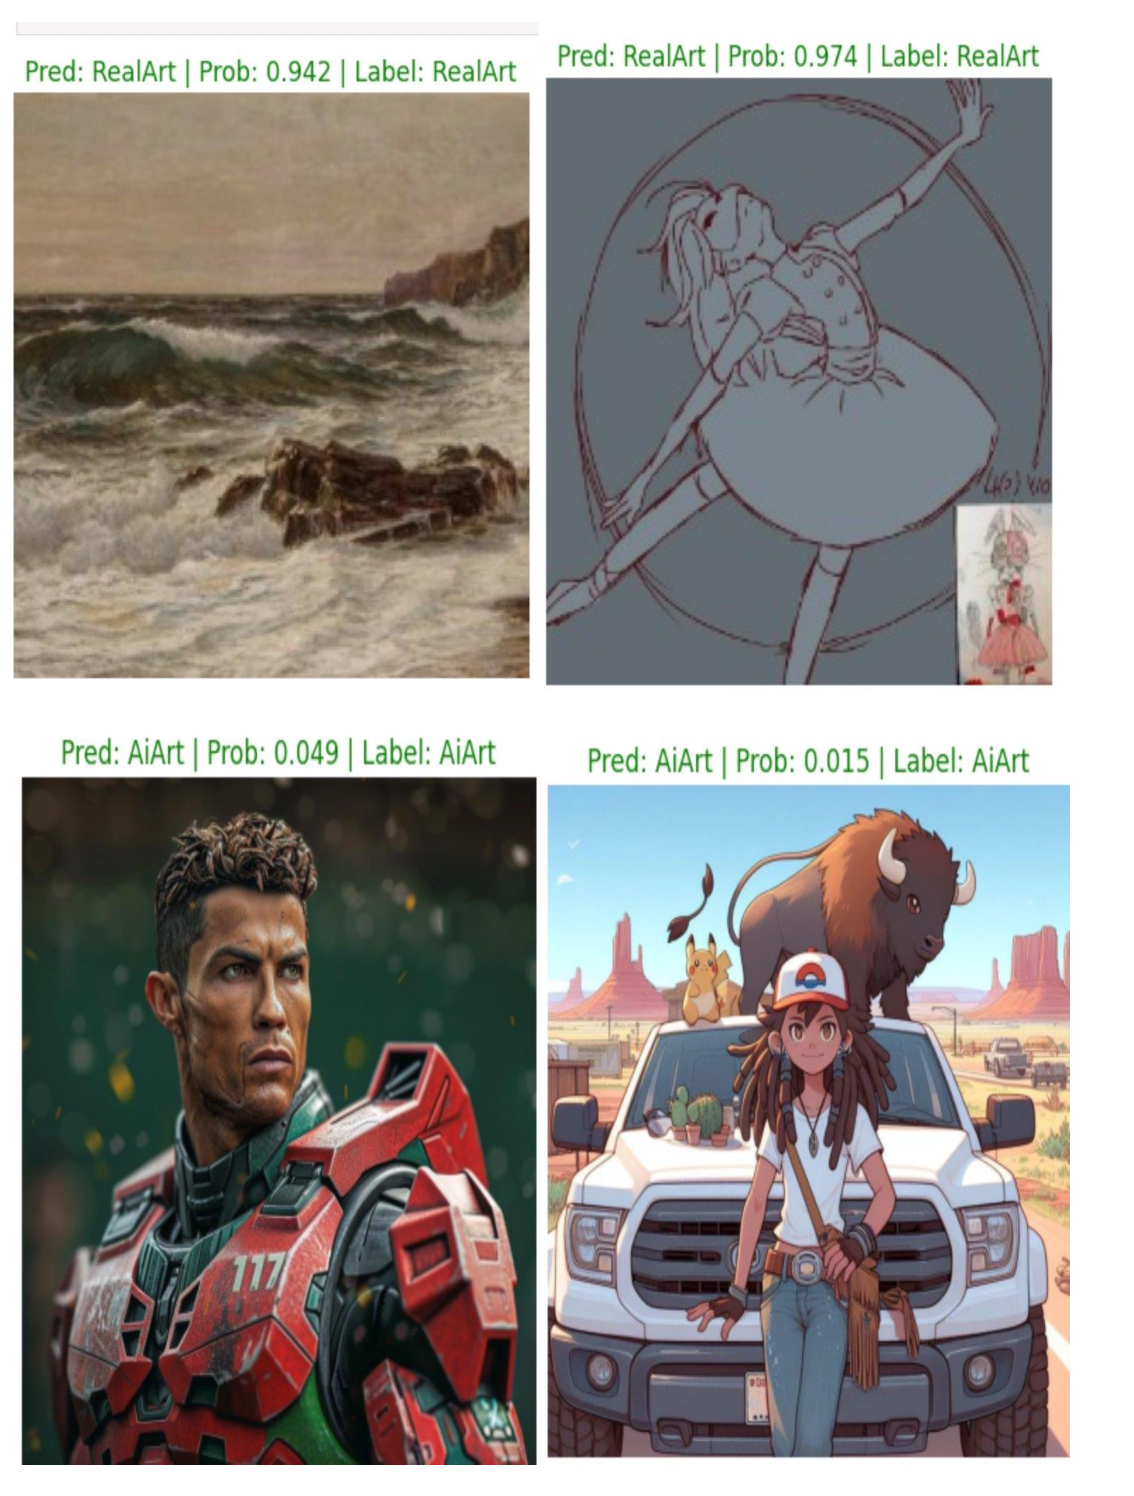 Pred: RealArt | Prob: 0.942 | Label: RealArt
Pred: RealArt | Prob: 0.974 | Label: RealArt
Pred: AiArt | Prob: 0.049 | Label: AiArt
Pred: AiArt | Prob: 0.015 | Label: AiArt
117